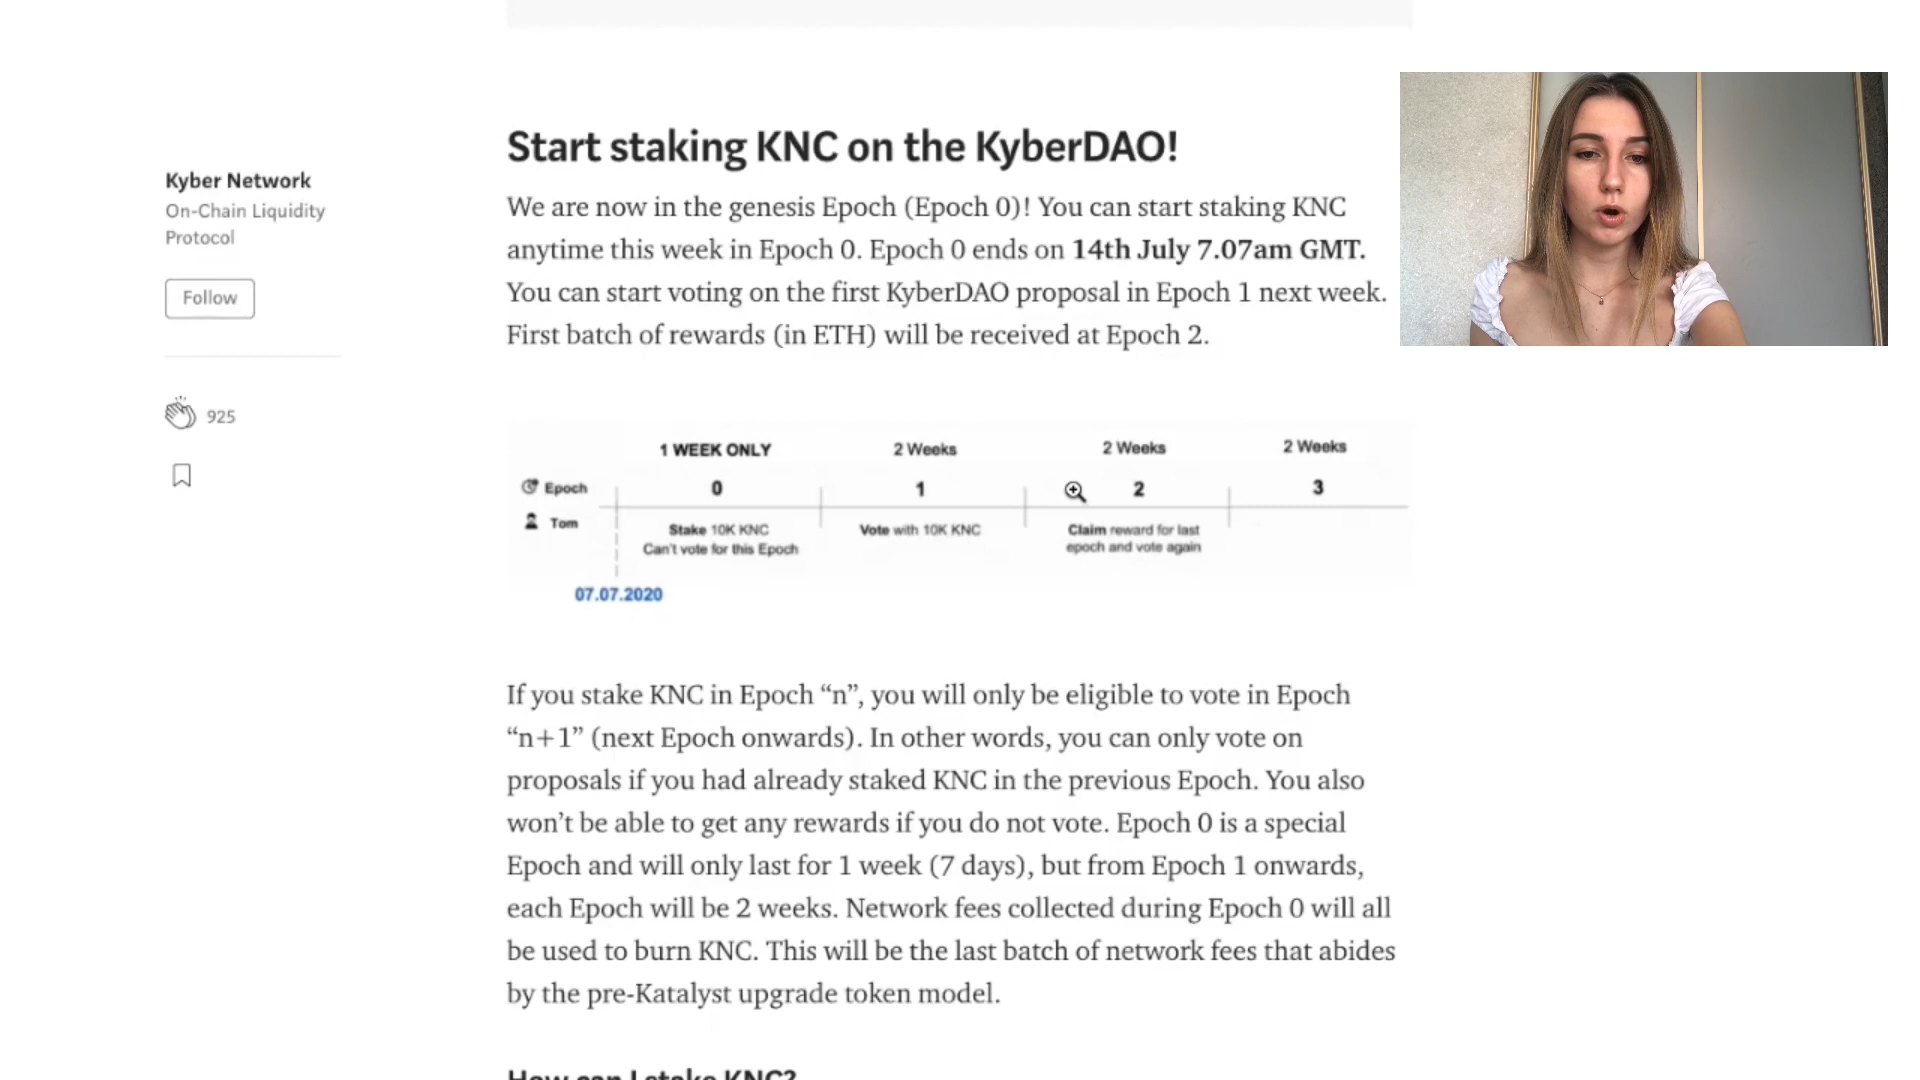 Start staking KNC on the KyberDAO!
Kyber Network
On-Chain Liquidity
Protocol
Follow
925
We are now in the genesis Epoch (Epoch 0)! You can start staking KNC
anytime this week in Epoch 0. Epoch 0 ends on 14th July 7.07am GMT.
You can start voting on the first KyberDAO proposal in Epoch 1 next week.
First batch of rewards (in ETH) will be received at Epoch 2.
1 WEEK ONLY 2 Weeks 2 Weeks 2 Weeks
Epoch 0 1 2 3
Tom Stake 10K KNC Vote with 10K KNC Claim reward for last
Can't vote for this Epoch epoch and vote again
07.07.2020
If you stake KNC in Epoch “n”, you will only be eligible to vote in Epoch
“n+1” (next Epoch onwards). In other words, you can only vote on
proposals if you had already staked KNC in the previous Epoch. You also
won’t be able to get any rewards if you do not vote. Epoch 0 is a special
Epoch and will only last for 1 week (7 days), but from Epoch 1 onwards,
each Epoch will be 2 weeks. Network fees collected during Epoch 0 will all
be used to burn KNC. This will be the last batch of network fees that abides
by the pre-Katalyst upgrade token model.
How can I stake KNC?